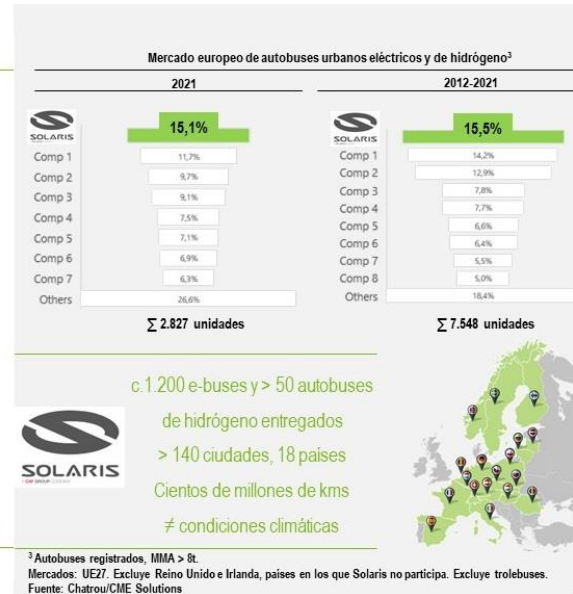 Mercado europeo de autobuses urbanos eléctricos y de hidrógeno³
2021
SOLARIS
15,1%
Comp 1 11,7%
Comp 2 9,7%
Comp 3 9,1%
Comp 4 7,5%
Comp 5 7,1%
Comp 6 6,9%
Comp 7 6,3%
Others 26,6%
∑ 2.827 unidades
2012-2021
SOLARIS
15,5%
Comp 1 14,2%
Comp 2 12,9%
Comp 3 7,8%
Comp 4 7,7%
Comp 5 6,6%
Comp 6 6,4%
Comp 7 5,5%
Comp 8 5,0%
Others 18,4%
∑ 7.548 unidades
SOLARIS
CAF GROUP COMPANY
c.1.200 e-buses y > 50 autobuses
de hidrógeno entregados
> 140 ciudades, 18 países
Cientos de millones de kms
≠ condiciones climáticas
³ Autobuses registrados, MMA > 8t.
Mercados: UE27. Excluye Reino Unido e Irlanda, países en los que Solaris no participa. Excluye trolebuses.
Fuente: Chatrou/CME Solutions